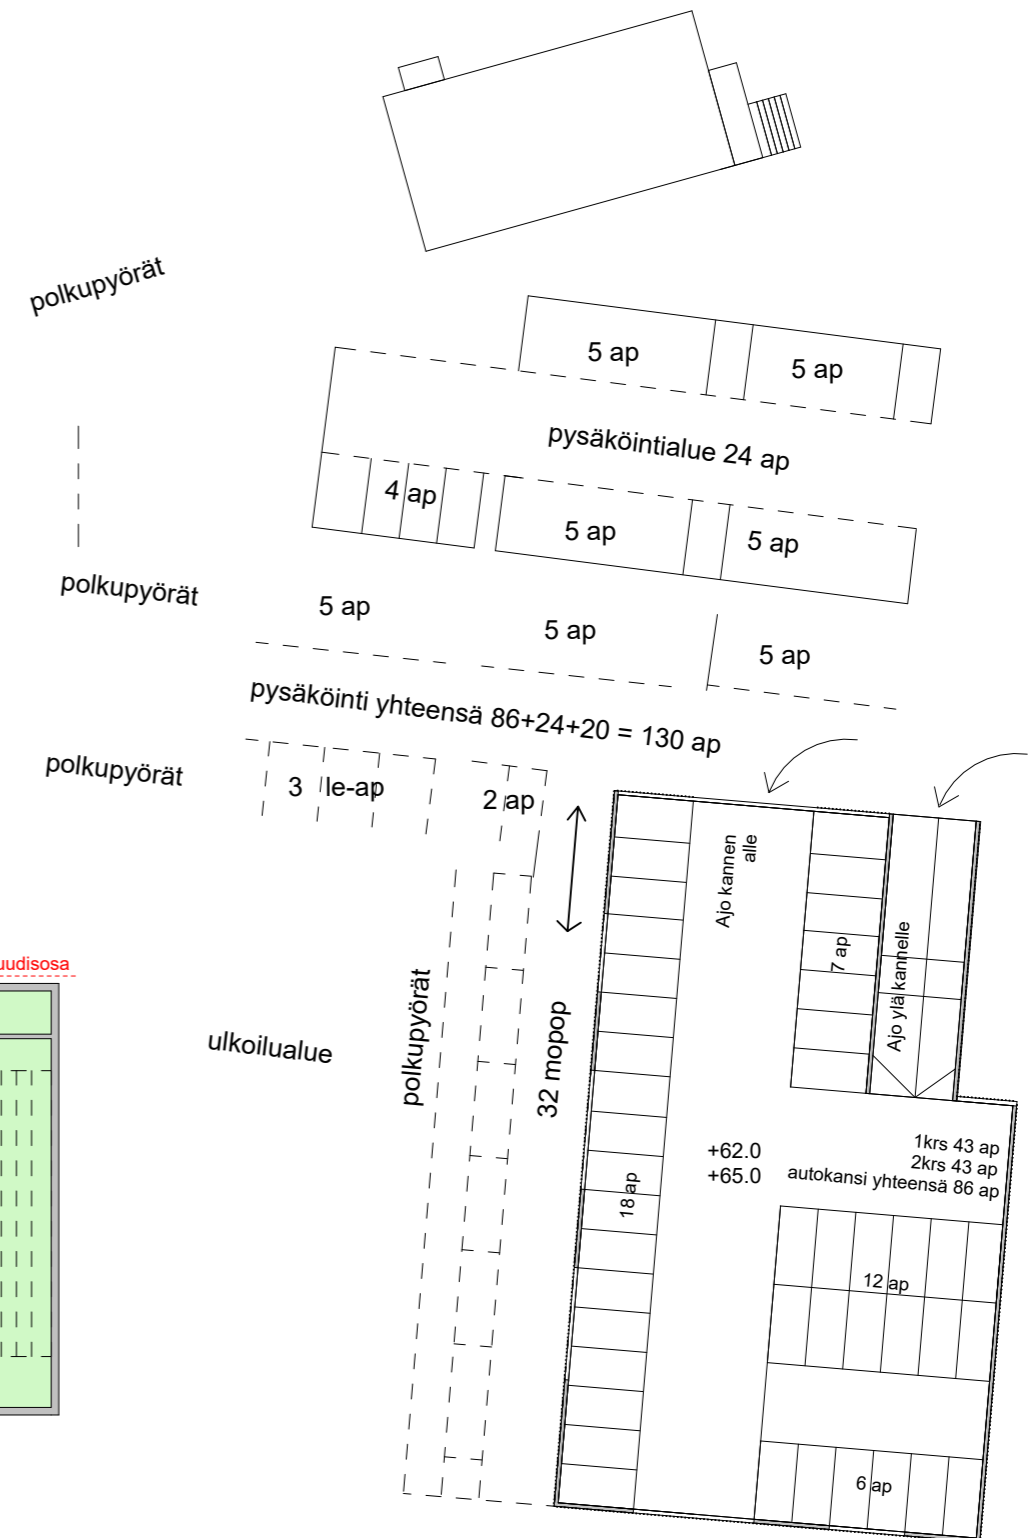 polkupyörät
5 ap
5 ap
pysäköintialue 24 ap
4 ap
5 ap
5 ap
polkupyörät
5 ap
5 ap
5 ap
pysäköinti yhteensä 86+24+20 = 130 ap
polkupyörät
3 le-ap
2 ap
Ajo kannen
alle
7 ap
Ajo ylä kannelle
uudisosa
ulkoilualue
polkupyörät
32 mopop
18 ap
+62.0
+65.0
1krs 43 ap
2krs 43 ap
autokansi yhteensä 86 ap
12 ap
6 ap